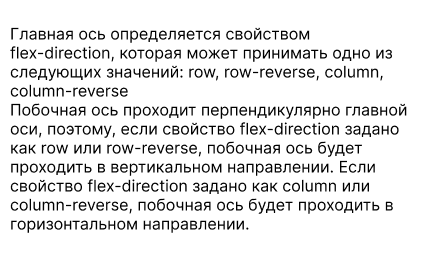 Главная ось определяется свойством
flex-direction, которая может принимать одно из
следующих значений: row, row-reverse, column,
column-reverse
Побочная ось проходит перпендикулярно главной
оси, поэтому, если свойство flex-direction задано
как row или row-reverse, побочная ось будет
проходить в вертикальном направлении. Если
свойство flex-direction задано как column или
column-reverse, побочная ось будет проходить в
горизонтальном направлении.